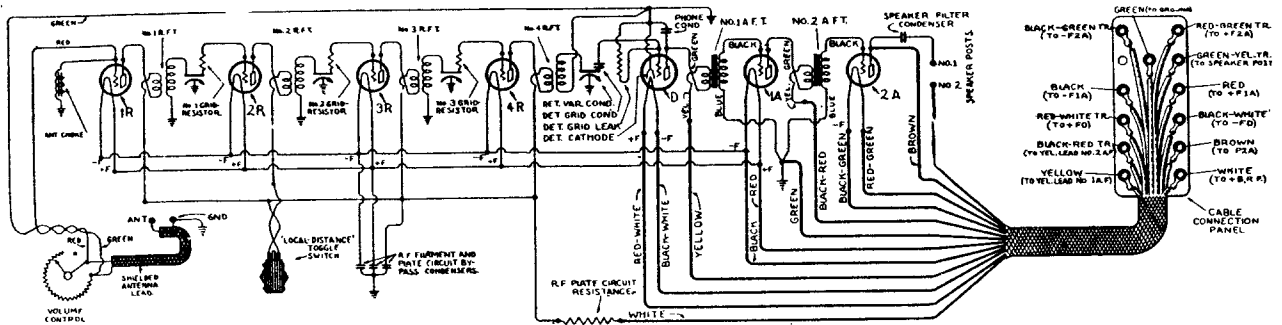 GREEN
RED
ANT CHOKE
1R
NO.1 R.F.T.
NO.1 GRID-
RESISTOR.
2R
NO.2 R.F.T.
NO.2 GRID-
RESISTOR.
3R
NO.3 R.F.T.
NO.3 GRID-
RESISTOR
4R
NO.4 R.F.T.
PHONE
COND
GREEN
DET. VAR. COND.
DET GRID COND
DET. GRID LEAK
DET. CATHODE
D
NO.1 A.F.T.
BLACK
BLUE
YEL.
GREEN
1A
NO.2 A.F.T.
BLACK
BLUE
YEL
2A
SPEAKER FILTER
CONDENSER
NO.1
NO.2
SPEAKER POSTS.
-F
+F
-F
+F
-F
+F
-F
+F
+F
-F
-F
+F
-F
+F
ANT
GND
RED
GREEN
SHIELDED
ANTENNA
LEAD.
VOLUME
CONTROL
'LOCAL-DISTANCE'
TOGGLE
SWITCH
R.F. FILAMENT AND
PLATE CIRCUIT BY-
PASS CONDENSERS.
RED-WHITE
BLACK-WHITE
YELLOW
BLACK
RED
GREEN
BLACK-RED
BLACK-GREEN
RED-GREEN
BROWN
R.F PLATE CIRCUIT
RESISTANCE
WHITE
GREEN (TO GROUND)
BLACK-GREEN TR.
(TO -F2A)
RED-GREEN TR.
(TO +F2A)
GREEN-YEL. TR.
(TO SPEAKER POST)
BLACK
(TO -F1A)
RED
(TO +F1A)
RED-WHITE TR.
(TO +FD)
BLACK-WHITE
(TO -FD)
BLACK-RED TR
(TO YEL. LEAD NO.2 A.F.)
BROWN
(TO P2A)
YELLOW
(TO YEL. LEAD NO. 1 A.F.)
WHITE
(TO +B.R.P.)
CABLE
CONNECTION
PANEL